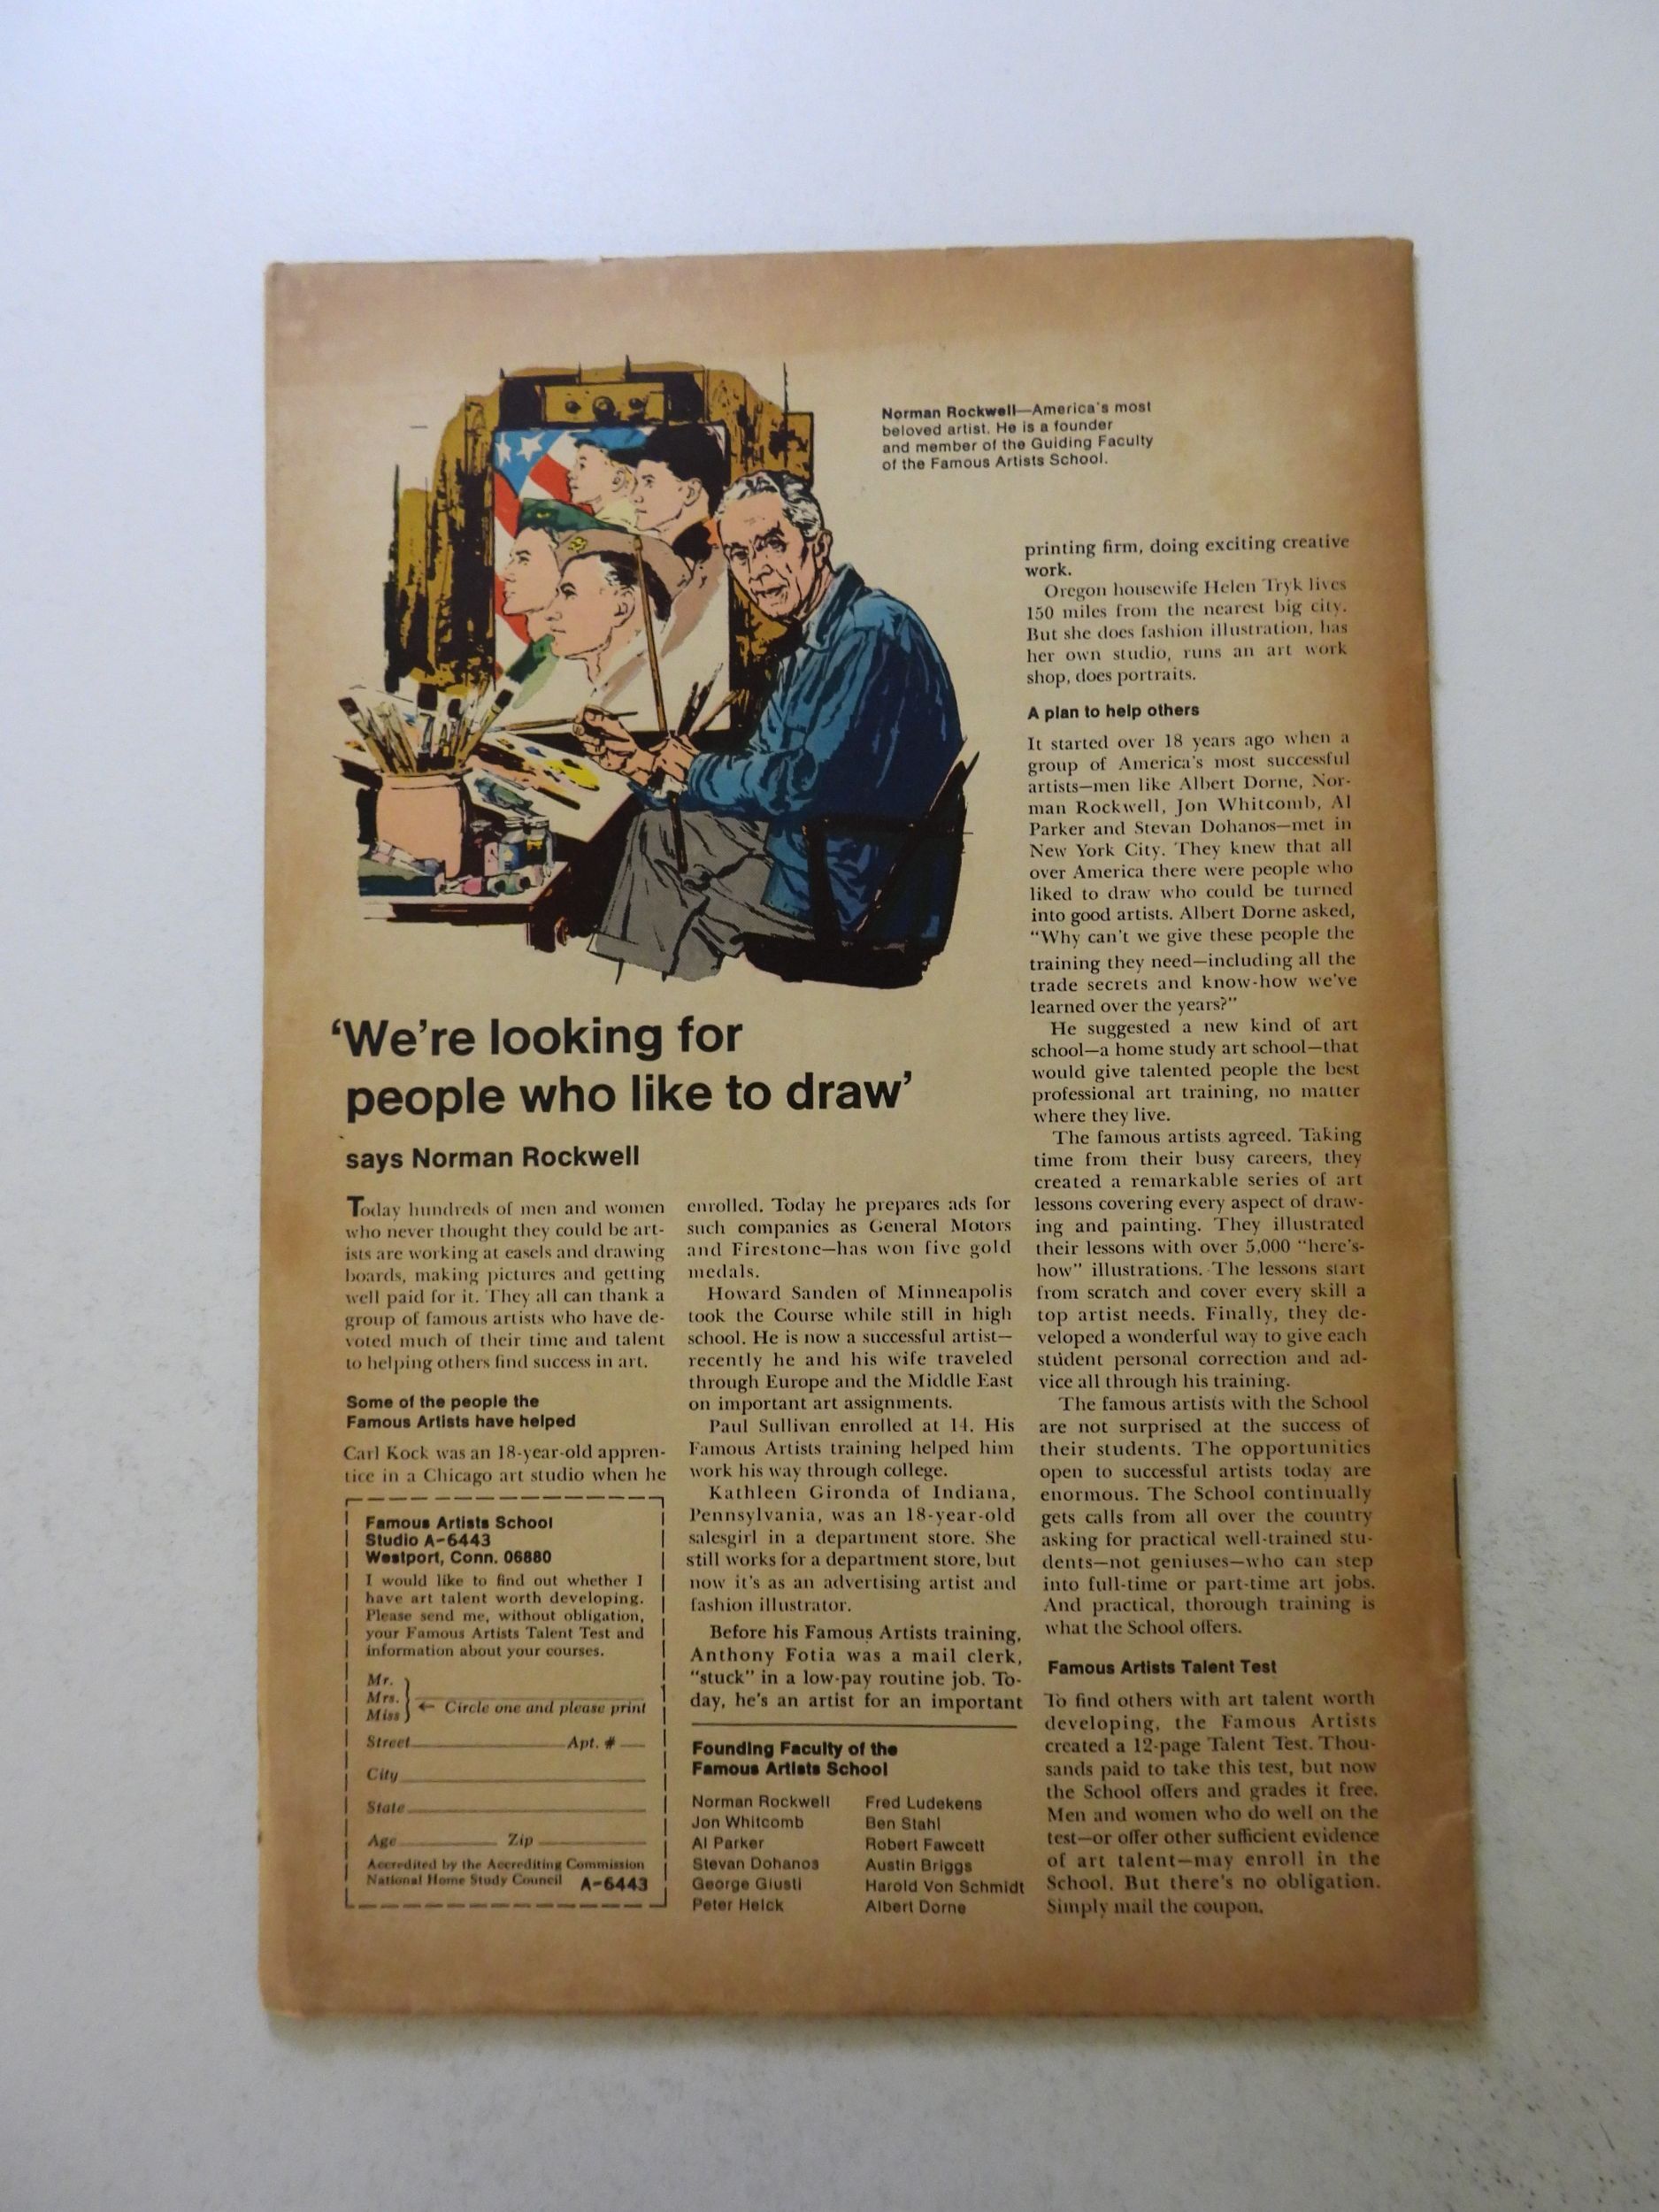 Norman Rockwell—America's most
beloved artist. He is a founder
and member of the Guiding Faculty
of the Famous Artists School.
‘We're looking for
people who like to draw’
says Norman Rockwell
Today hundreds of men and women
who never thought they could be art-
ists are working at easels and drawing
boards, making pictures and getting
well paid for it. They all can thank a
group of famous artists who have de-
voted much of their time and talent
to helping others find success in art.
Some of the people the
Famous Artists have helped
Carl Kock was an 18-year-old appren-
tice in a Chicago art studio when he
Famous Artists School
Studio A-6443
Westport, Conn. 06880
I would like to find out whether I
have art talent worth developing.
Please send me, without obligation,
your Famous Artists Talent Test and
information about your courses.
Mr.
Mrs.
Miss
← Circle one and please print
Street Apt. #
City
State
Age Zip
Accredited by the Accrediting Commission
National Home Study Council A-6443
enrolled. Today he prepares ads for
such companies as General Motors
and Firestone—has won five gold
medals.
Howard Sanden of Minneapolis
took the Course while still in high
school. He is now a successful artist—
recently he and his wife traveled
through Europe and the Middle East
on important art assignments.
Paul Sullivan enrolled at 14. His
Famous Artists training helped him
work his way through college.
Kathleen Gironda of Indiana,
Pennsylvania, was an 18-year-old
salesgirl in a department store. She
still works for a department store, but
now it's as an advertising artist and
fashion illustrator.
Before his Famous Artists training,
Anthony Fotia was a mail clerk,
"stuck" in a low-pay routine job. To-
day, he's an artist for an important
Founding Faculty of the
Famous Artists School
Norman Rockwell
Jon Whitcomb
Al Parker
Stevan Dohanos
George Giusti
Peter Helck
Fred Ludekens
Ben Stahl
Robert Fawcett
Austin Briggs
Harold Von Schmidt
Albert Dorne
printing firm, doing exciting creative
work.
Oregon housewife Helen Tryk lives
150 miles from the nearest big city.
But she does fashion illustration, has
her own studio, runs an art work
shop, does portraits.
A plan to help others
It started over 18 years ago when a
group of America's most successful
artists—men like Albert Dorne, Nor-
man Rockwell, Jon Whitcomb, Al
Parker and Stevan Dohanos—met in
New York City. They knew that all
over America there were people who
liked to draw who could be turned
into good artists. Albert Dorne asked,
"Why can't we give these people the
training they need—including all the
trade secrets and know-how we've
learned over the years?"
He suggested a new kind of art
school—a home study art school—that
would give talented people the best
professional art training, no matter
where they live.
The famous artists agreed. Taking
time from their busy careers, they
created a remarkable series of art
lessons covering every aspect of draw-
ing and painting. They illustrated
their lessons with over 5,000 "here's-
how" illustrations. The lessons start
from scratch and cover every skill a
top artist needs. Finally, they de-
veloped a wonderful way to give each
student personal correction and ad-
vice all through his training.
The famous artists with the School
are not surprised at the success of
their students. The opportunities
open to successful artists today are
enormous. The School continually
gets calls from all over the country
asking for practical well-trained stu-
dents—not geniuses—who can step
into full-time or part-time art jobs.
And practical, thorough training is
what the School offers.
Famous Artists Talent Test
To find others with art talent worth
developing, the Famous Artists
created a 12-page Talent Test. Thou-
sands paid to take this test, but now
the School offers and grades it free.
Men and women who do well on the
test—or offer other sufficient evidence
of art talent—may enroll in the
School. But there's no obligation.
Simply mail the coupon.